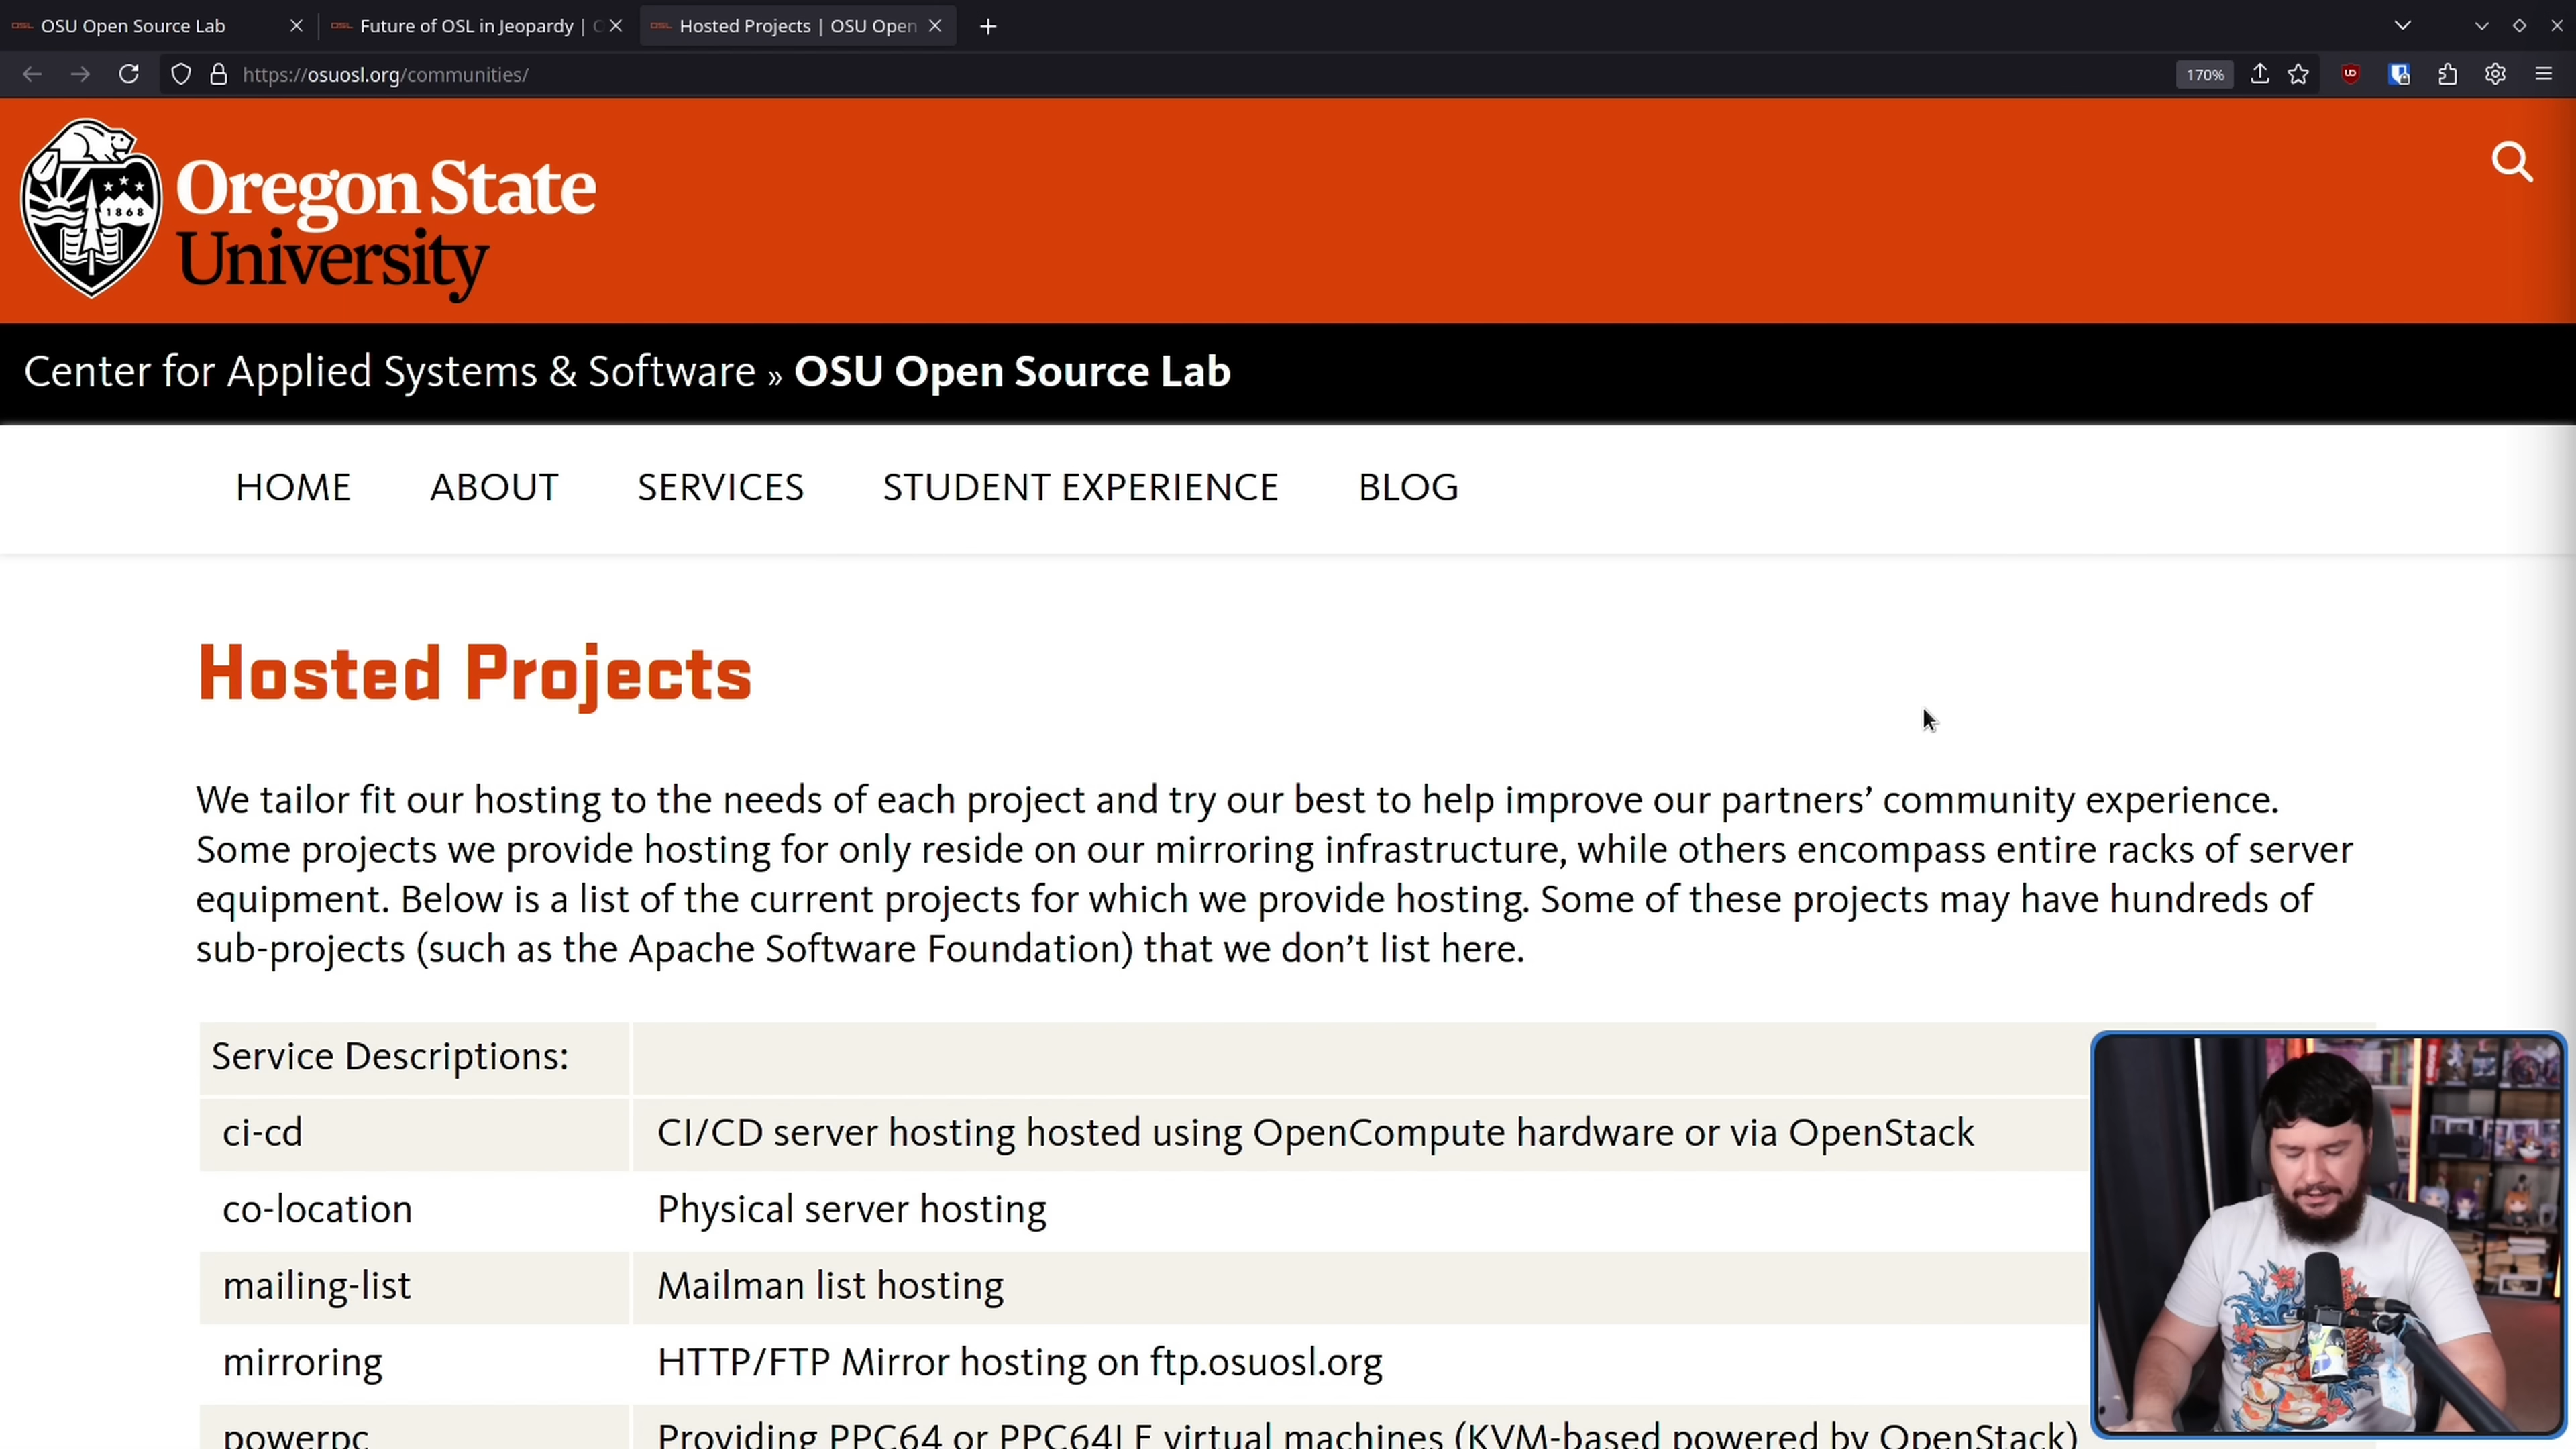 OSU Open Source Lab
Future of OSL in Jeopardy |
Hosted Projects | OSU Open
https://osuosl.org/communities/
170%
1868
Oregon State
University
Center for Applied Systems & Software » OSU Open Source Lab
HOME ABOUT SERVICES STUDENT EXPERIENCE BLOG
Hosted Projects
We tailor fit our hosting to the needs of each project and try our best to help improve our partners’ community experience.
Some projects we provide hosting for only reside on our mirroring infrastructure, while others encompass entire racks of server
equipment. Below is a list of the current projects for which we provide hosting. Some of these projects may have hundreds of
sub-projects (such as the Apache Software Foundation) that we don’t list here.
Service Descriptions:
ci-cd CI/CD server hosting hosted using OpenCompute hardware or via OpenStack
co-location Physical server hosting
mailing-list Mailman list hosting
mirroring HTTP/FTP Mirror hosting on ftp.osuosl.org
powerpc Providing PPC64 or PPC64LE virtual machines (KVM-based powered by OpenStack)